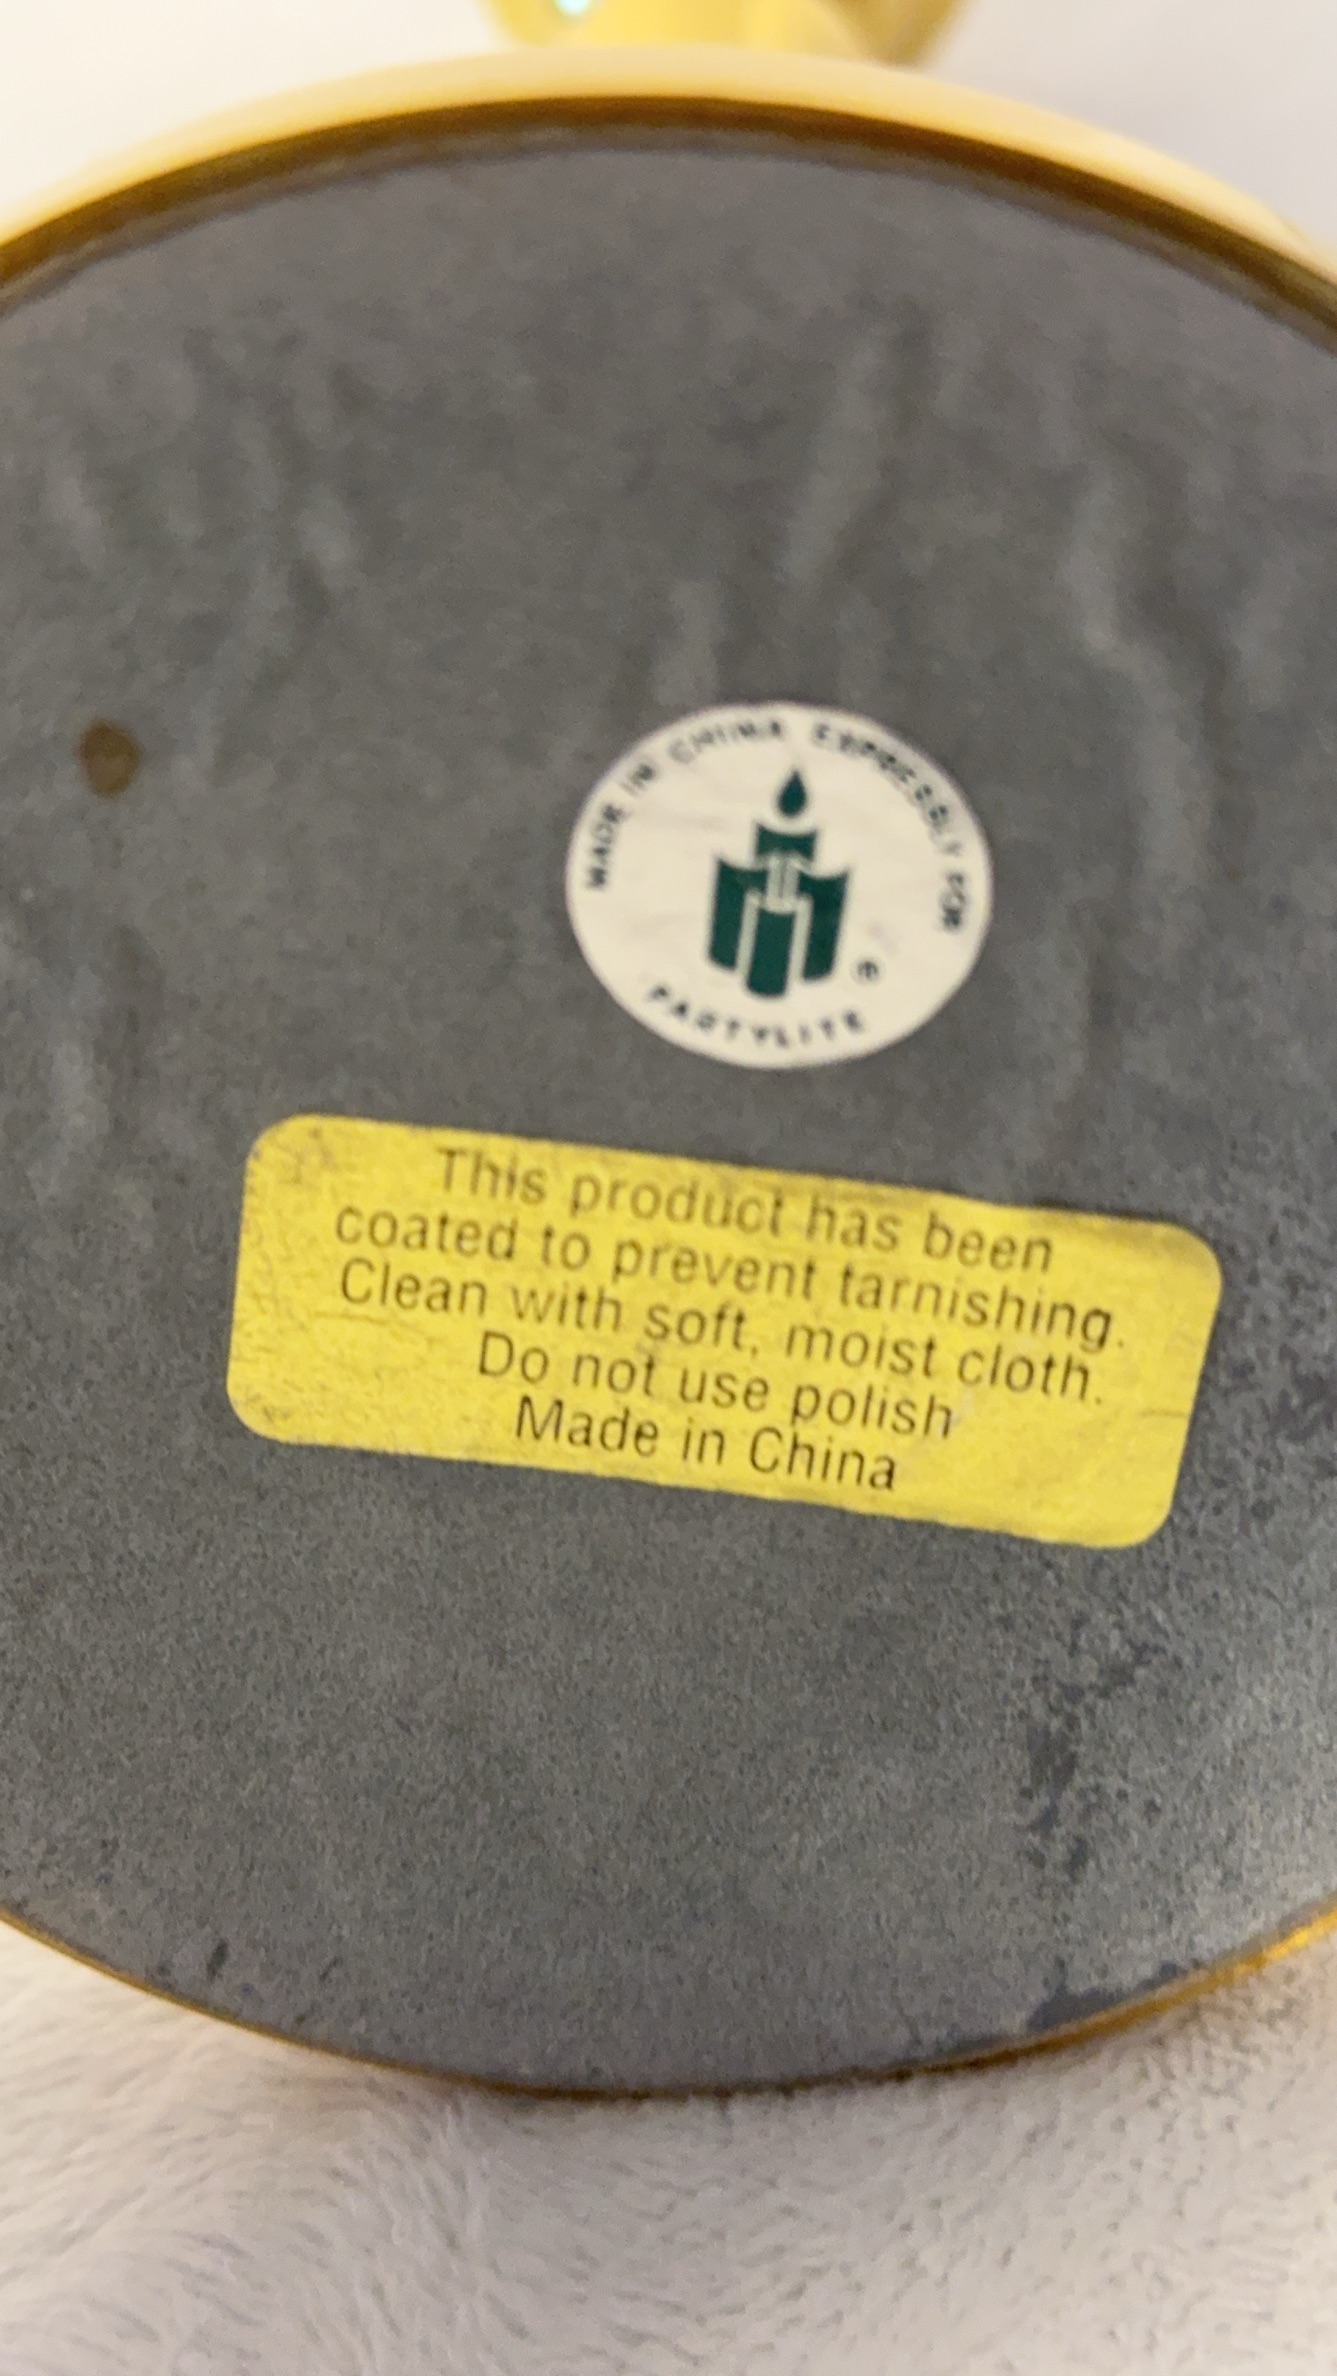 MADE IN CHINA EXPRESSLY FOR
®
PARTYLITE
This product has been
coated to prevent tarnishing.
Clean with soft, moist cloth.
Do not use polish
Made in China